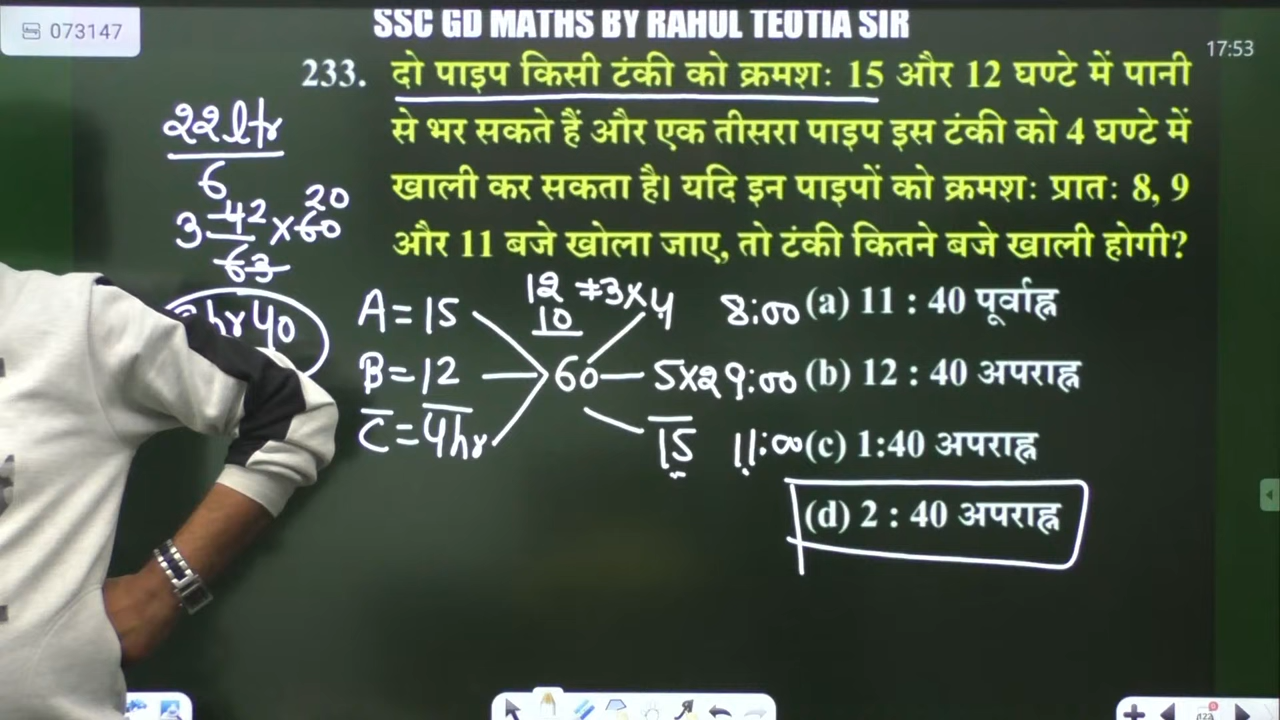 SSC GD MATHS BY RAHUL TEOTIA SIR
073147
17:53
233. दो पाइप किसी टंकी को क्रमशः 15 और 12 घण्टे में पानी
से भर सकते हैं और एक तीसरा पाइप इस टंकी को 4 घण्टे में
खाली कर सकता है। यदि इन पाइपों को क्रमशः प्रातः 8, 9
और 11 बजे खोला जाए, तो टंकी कितने बजे खाली होगी?
22ltr
6
20
3 42 × 60
63
hr 40
A = 15
B = 12
C = 4hr
60
12 +3×4
10
5×2
15
8:00 (a) 11 : 40 पूर्वाह्न
9:00 (b) 12 : 40 अपराह्न
11:00 (c) 1:40 अपराह्न
(d) 2 : 40 अपराह्न